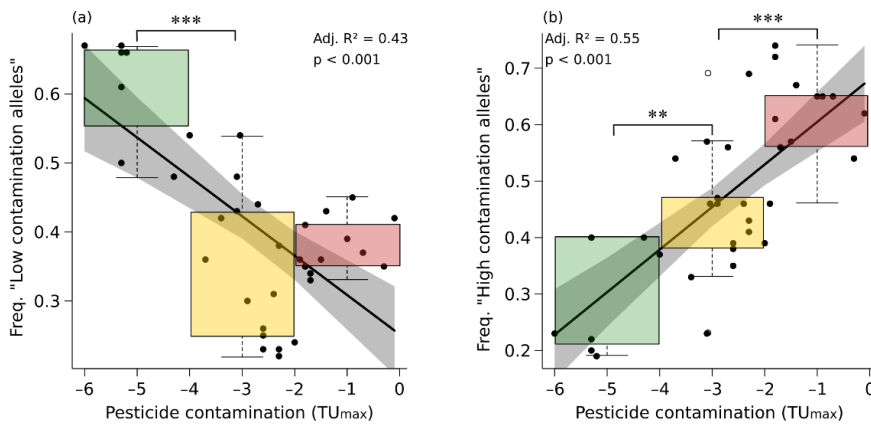 (a)
***
Adj. R² = 0.43
p < 0.001
Freq. "Low contamination alleles"
0.6
0.5
0.4
0.3
−6 −5 −4 −3 −2 −1 0
Pesticide contamination (TUmax)
(b)
***
Adj. R² = 0.55
p < 0.001
**
Freq. "High contamination alleles"
0.7
0.6
0.5
0.4
0.3
0.2
−6 −5 −4 −3 −2 −1 0
Pesticide contamination (TUmax)